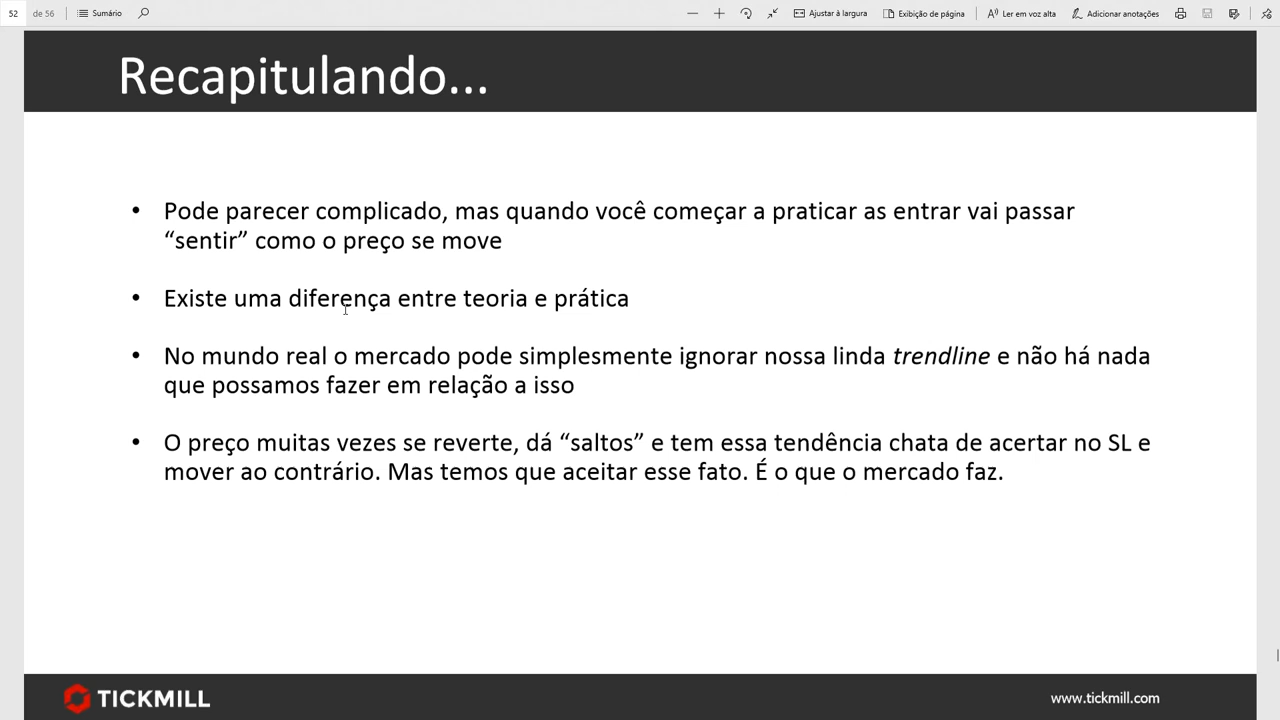 52 de 56 Sumário Ajustar à largura Exibição de página Ler em voz alta Adicionar anotações
Recapitulando...
• Pode parecer complicado, mas quando você começar a praticar as entrar vai passar
“sentir” como o preço se move
• Existe uma diferença entre teoria e prática
• No mundo real o mercado pode simplesmente ignorar nossa linda trendline e não há nada
que possamos fazer em relação a isso
• O preço muitas vezes se reverte, dá “saltos” e tem essa tendência chata de acertar no SL e
mover ao contrário. Mas temos que aceitar esse fato. É o que o mercado faz.
TICKMILL
www.tickmill.com